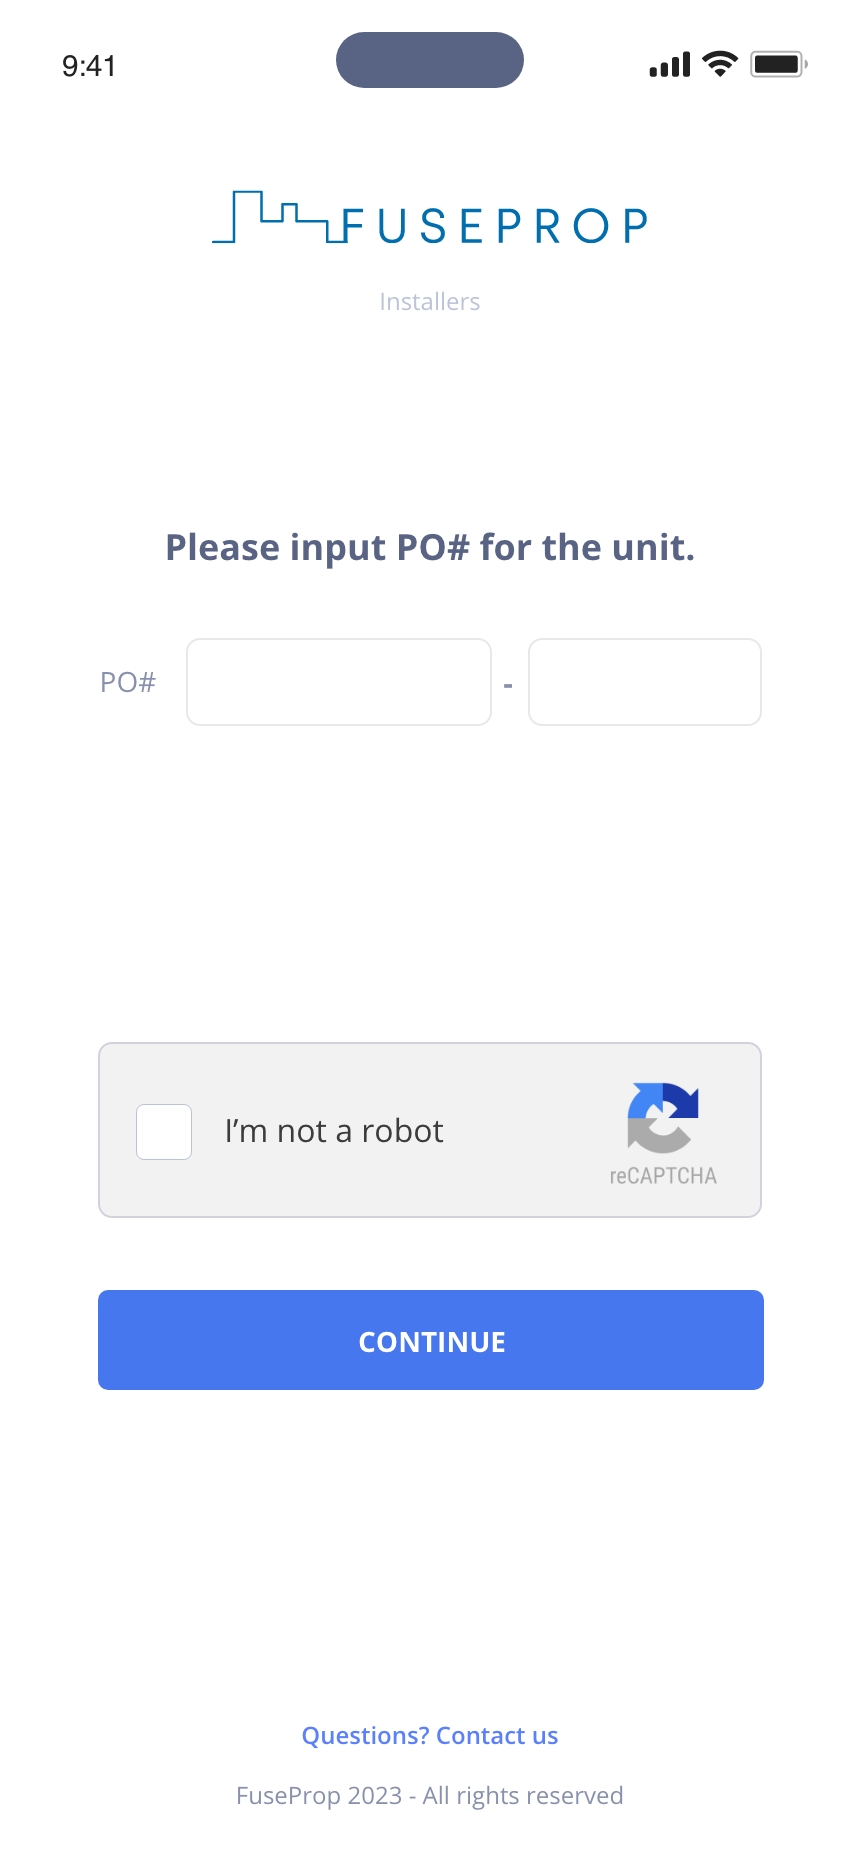 9:41
FUSEPROP
Installers
Please input PO# for the unit.
PO# -
I’m not a robot
reCAPTCHA
CONTINUE
Questions? Contact us
FuseProp 2023 - All rights reserved